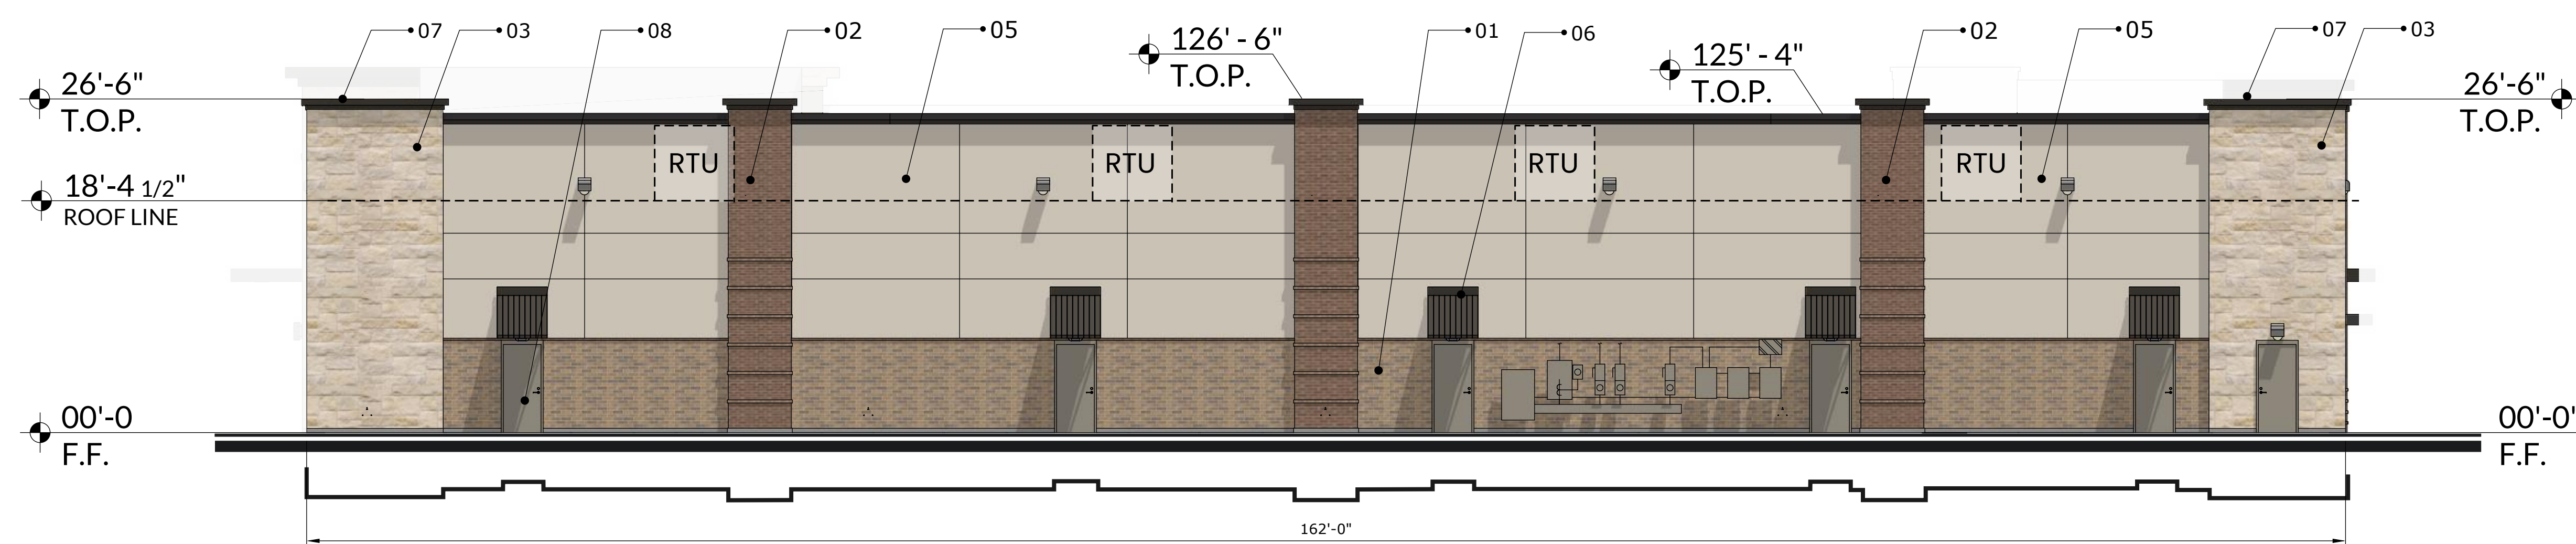 07
03
08
02
05
126' - 6"
T.O.P.
01
06
125' - 4"
T.O.P.
02
05
07
03
26'-6"
T.O.P.
26'-6"
T.O.P.
RTU
RTU
RTU
RTU
18'-4 1/2"
ROOF LINE
00'-0
F.F.
00'-0"
F.F.
162'-0"